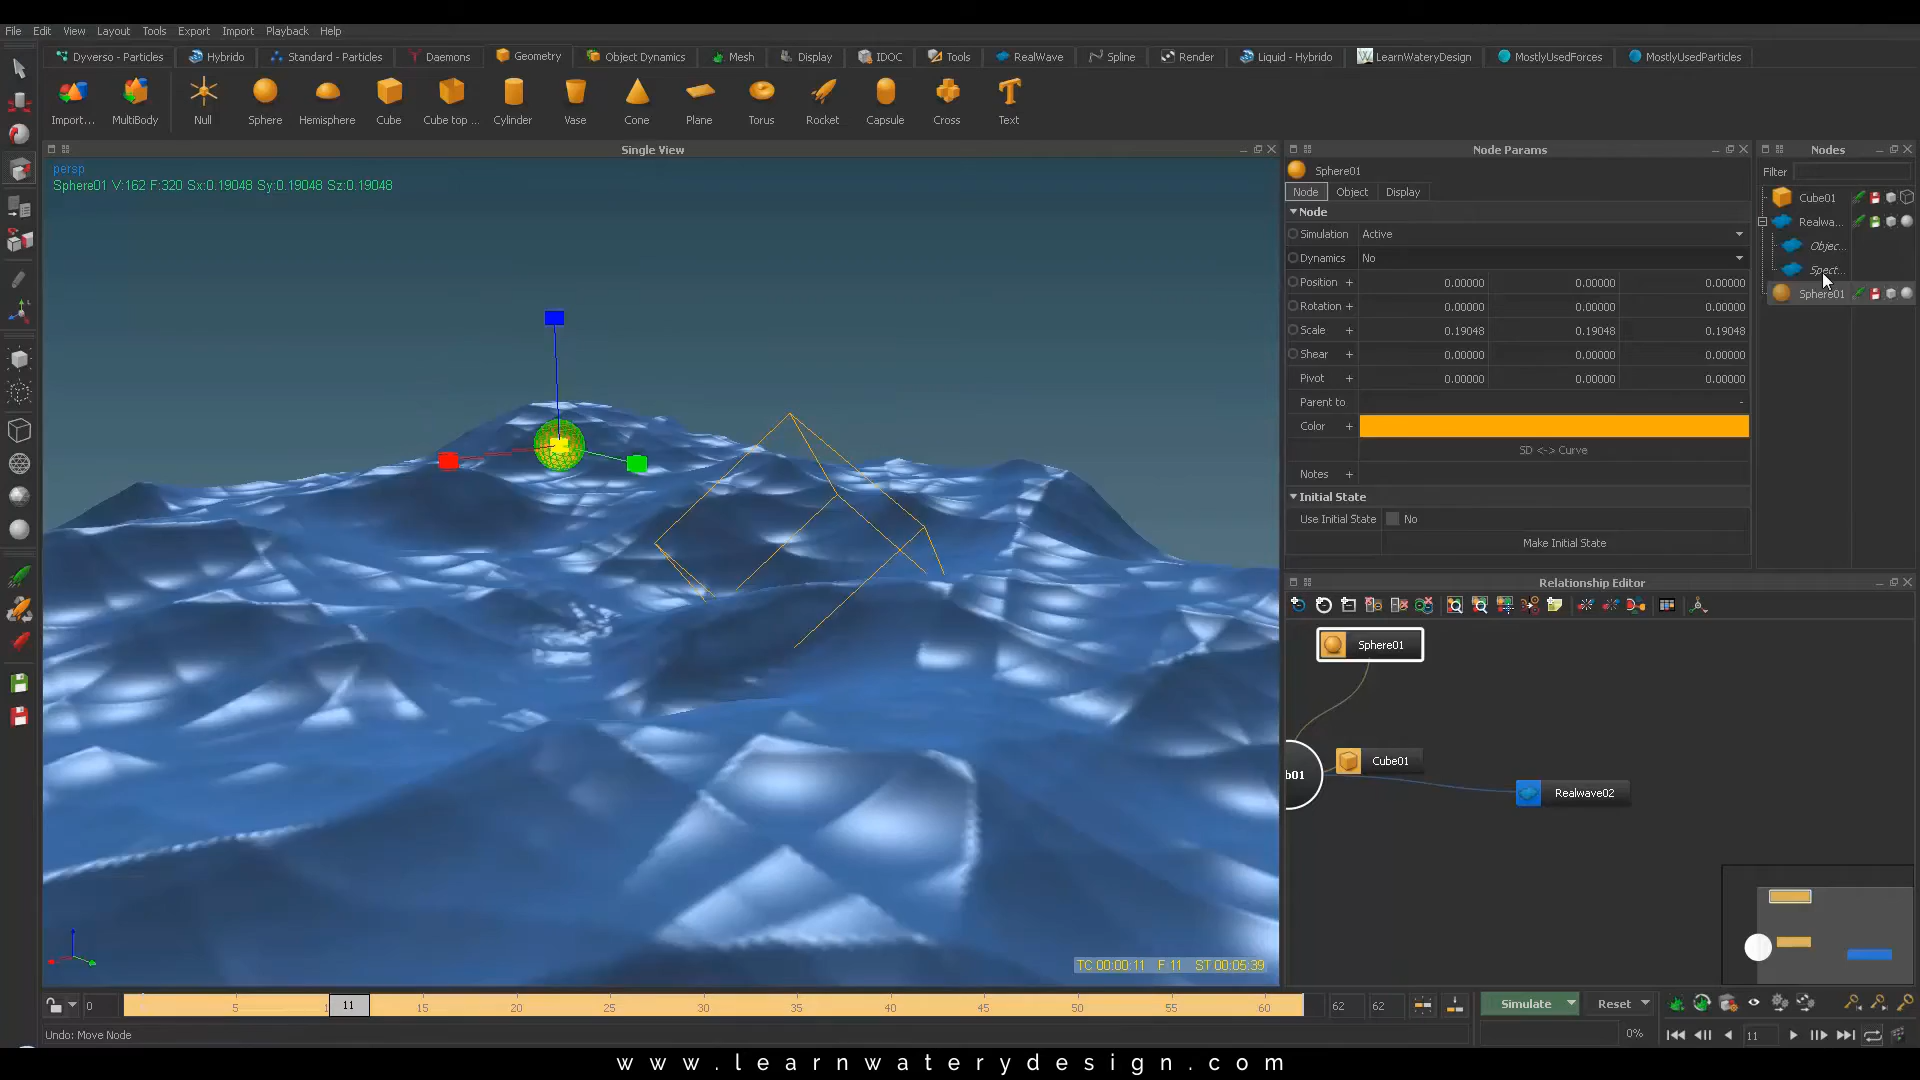 File Edit View Layout Tools Export Import Playback Help
Dyverso - Particles Hybrido Standard - Particles Daemons Geometry Object Dynamics Mesh Display IDOC Tools RealWave Spline Render Liquid - Hybrido LearnWateryDesign MostlyUsedForces MostlyUsedParticles
Import... MultiBody Null Sphere Hemisphere Cube Cube top ... Cylinder Vase Cone Plane Torus Rocket Capsule Cross Text
Single View
persp
Sphere01 V:162 F:320 Sx:0.19048 Sy:0.19048 Sz:0.19048
TC 00:00:11 F 11 ST 00:05:39
Node Params
Sphere01
Node Object Display
Node
Simulation Active
Dynamics No
Position + 0.00000 0.00000 0.00000
Rotation + 0.00000 0.00000 0.00000
Scale + 0.19048 0.19048 0.19048
Shear + 0.00000 0.00000 0.00000
Pivot + 0.00000 0.00000 0.00000
Parent to -
Color +
SD <-> Curve
Notes +
Initial State
Use Initial State No
Make Initial State
Nodes
Filter
Cube01
Realwa...
Objec...
Spect...
Sphere01
Relationship Editor
Sphere01
b01
Cube01
Realwave02
0 5 11 15 20 25 30 35 40 45 50 55 60 62 62
Simulate Reset
Undo: Move Node
0% 11
www.learnwaterydesign.com